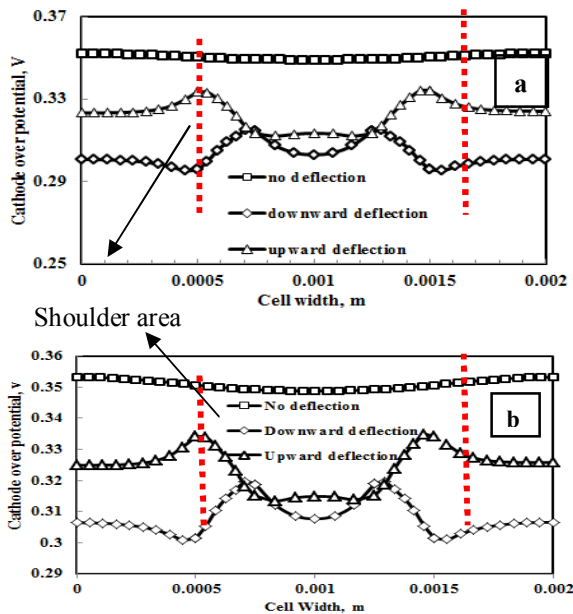 0.37
0.33
0.29
0.25
Cathode over potential, V
a
no deflection
downward deflection
upward deflection
0
0.0005
0.001
0.0015
0.002
Cell width, m
Shoulder area
0.36
0.35
0.34
0.33
0.32
0.31
0.3
0.29
Cathode over potential, v
b
No deflection
Downward deflection
Upward deflection
0
0.0005
0.001
0.0015
0.002
Cell Width, m